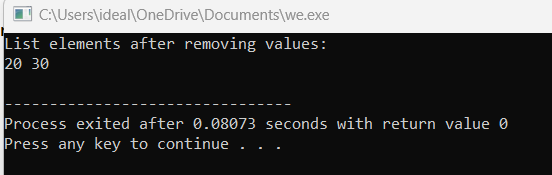 C:\Users\ideal\OneDrive\Documents\we.exe
List elements after removing values:
20 30
--------------------------------
Process exited after 0.08073 seconds with return value 0
Press any key to continue . . .